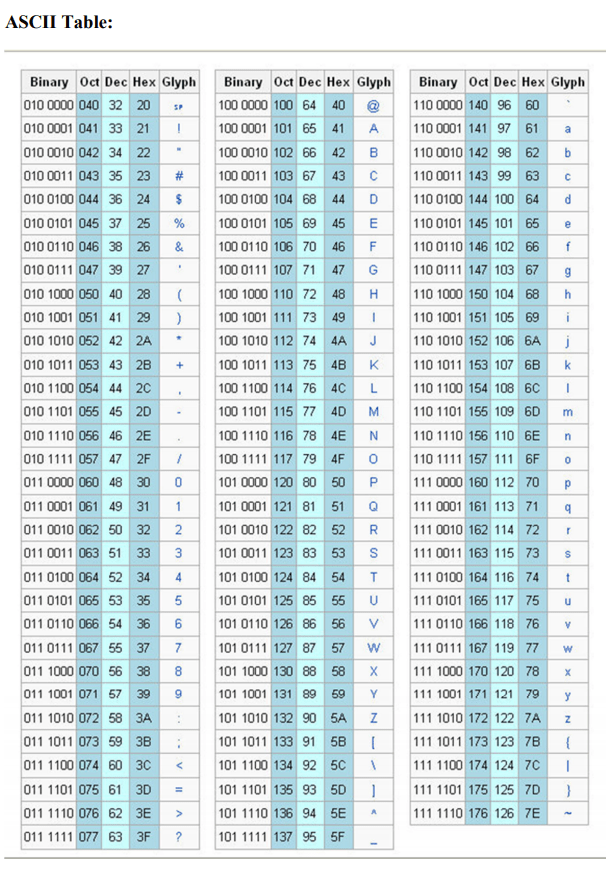 ASCII Table:
Binary Oct Dec Hex Glyph Binary Oct Dec Hex Glyph Binary Oct Dec Hex Glyph
010 0000 040 32 20 SP 100 0000 100 64 40 @ 110 0000 140 96 60 `
010 0001 041 33 21 ! 100 0001 101 65 41 A 110 0001 141 97 61 a
010 0010 042 34 22 " 100 0010 102 66 42 B 110 0010 142 98 62 b
010 0011 043 35 23 # 100 0011 103 67 43 C 110 0011 143 99 63 c
010 0100 044 36 24 $ 100 0100 104 68 44 D 110 0100 144 100 64 d
010 0101 045 37 25 % 100 0101 105 69 45 E 110 0101 145 101 65 e
010 0110 046 38 26 & 100 0110 106 70 46 F 110 0110 146 102 66 f
010 0111 047 39 27 ' 100 0111 107 71 47 G 110 0111 147 103 67 g
010 1000 050 40 28 ( 100 1000 110 72 48 H 110 1000 150 104 68 h
010 1001 051 41 29 ) 100 1001 111 73 49 I 110 1001 151 105 69 i
010 1010 052 42 2A * 100 1010 112 74 4A J 110 1010 152 106 6A j
010 1011 053 43 2B + 100 1011 113 75 4B K 110 1011 153 107 6B k
010 1100 054 44 2C , 100 1100 114 76 4C L 110 1100 154 108 6C l
010 1101 055 45 2D - 100 1101 115 77 4D M 110 1101 155 109 6D m
010 1110 056 46 2E . 100 1110 116 78 4E N 110 1110 156 110 6E n
010 1111 057 47 2F / 100 1111 117 79 4F O 110 1111 157 111 6F o
011 0000 060 48 30 0 101 0000 120 80 50 P 111 0000 160 112 70 p
011 0001 061 49 31 1 101 0001 121 81 51 Q 111 0001 161 113 71 q
011 0010 062 50 32 2 101 0010 122 82 52 R 111 0010 162 114 72 r
011 0011 063 51 33 3 101 0011 123 83 53 S 111 0011 163 115 73 s
011 0100 064 52 34 4 101 0100 124 84 54 T 111 0100 164 116 74 t
011 0101 065 53 35 5 101 0101 125 85 55 U 111 0101 165 117 75 u
011 0110 066 54 36 6 101 0110 126 86 56 V 111 0110 166 118 76 v
011 0111 067 55 37 7 101 0111 127 87 57 W 111 0111 167 119 77 w
011 1000 070 56 38 8 101 1000 130 88 58 X 111 1000 170 120 78 x
011 1001 071 57 39 9 101 1001 131 89 59 Y 111 1001 171 121 79 y
011 1010 072 58 3A : 101 1010 132 90 5A Z 111 1010 172 122 7A z
011 1011 073 59 3B ; 101 1011 133 91 5B [ 111 1011 173 123 7B {
011 1100 074 60 3C < 101 1100 134 92 5C \ 111 1100 174 124 7C |
011 1101 075 61 3D = 101 1101 135 93 5D ] 111 1101 175 125 7D }
011 1110 076 62 3E > 101 1110 136 94 5E ^ 111 1110 176 126 7E ~
011 1111 077 63 3F ? 101 1111 137 95 5F _